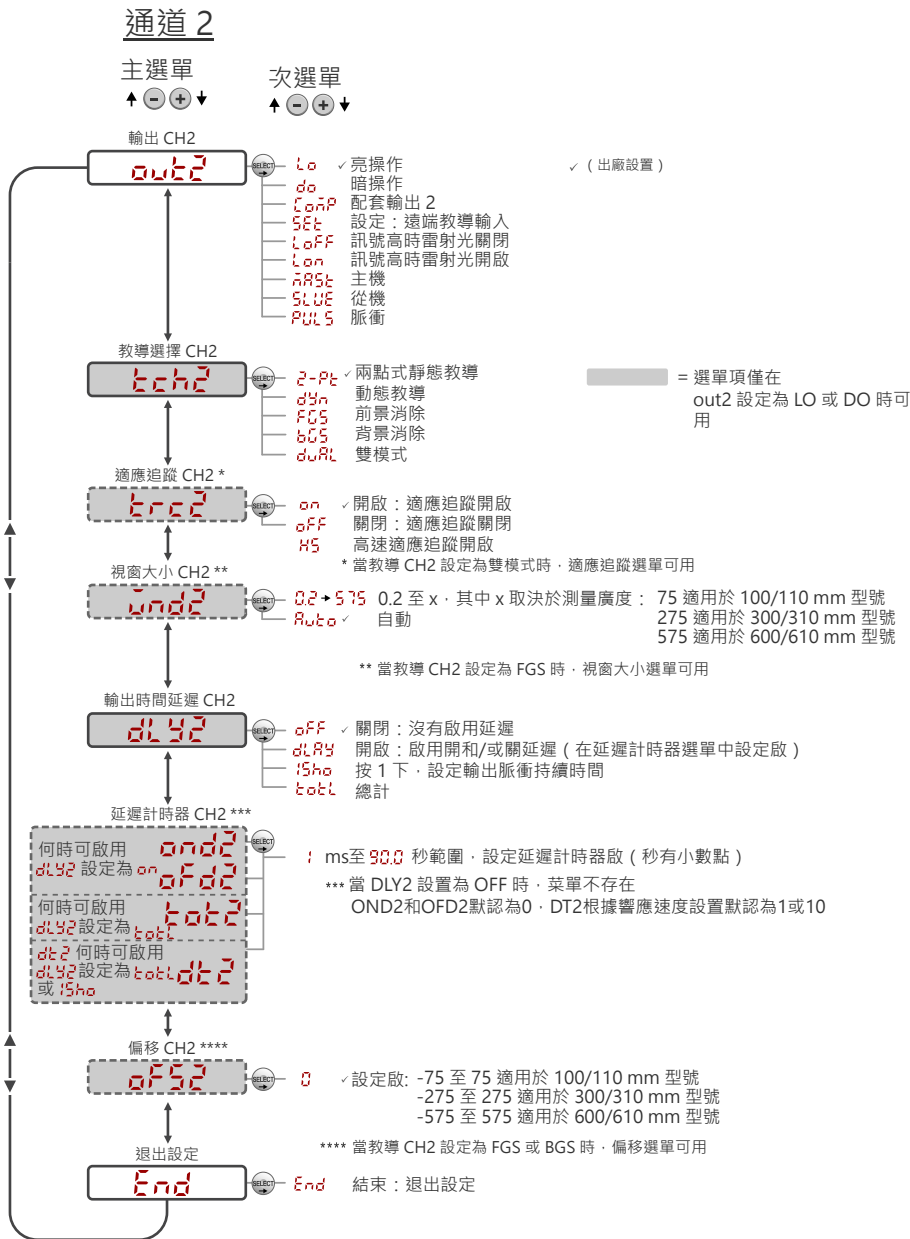 通道 2
主選單
次選單
- +
- +
輸出 CH2
out2
SELECT
Lo ✓亮操作
✓ (出廠設置)
do 暗操作
ComP 配套輸出 2
SEt 設定：遠端教導輸入
LoFF 訊號高時雷射光關閉
Lon 訊號高時雷射光開啟
mASt 主機
SLUE 從機
PULS 脈衝
教導選擇 CH2
tch2
SELECT
2-Pt ✓兩點式靜態教導
dYn 動態教導
FGS 前景消除
bGS 背景消除
duAL 雙模式
= 選單項僅在
out2 設定為 LO 或 DO 時可
用
適應追蹤 CH2 *
trc2
SELECT
on ✓開啟：適應追蹤開啟
oFF 關閉：適應追蹤關閉
HS 高速適應追蹤開啟
* 當教導 CH2 設定為雙模式時，適應追蹤選單可用
視窗大小 CH2 **
wnd2
SELECT
0.2 → 575 0.2 至 x，其中 x 取決於測量廣度： 75 適用於 100/110 mm 型號
Auto ✓ 自動
275 適用於 300/310 mm 型號
575 適用於 600/610 mm 型號
** 當教導 CH2 設定為 FGS 時，視窗大小選單可用
輸出時間延遲 CH2
dLY2
SELECT
oFF ✓ 關閉：沒有啟用延遲
dLAY 開啟：啟用開和/或關延遲 ( 在延遲計時器選單中設定啟 )
1Sho 按 1 下，設定輸出脈衝持續時間
totL 總計
延遲計時器 CH2 ***
何時可啟用
dLY2 設定為 on
ond2
oFd2
SELECT
1 ms至 90.0 秒範圍，設定延遲計時器啟 ( 秒有小數點 )
*** 當 DLY2 設置為 OFF 時，菜單不存在
OND2和OFD2默認為0，DT2根據響應速度設置默認為1或10
何時可啟用
dLY2 設定為 totL
tot2
dt2 何時可啟用
dLY2 設定為 totL
或 1Sho
dt2
偏移 CH2 ****
oFS2
SELECT
0 ✓設定啟: -75 至 75 適用於 100/110 mm 型號
-275 至 275 適用於 300/310 mm 型號
-575 至 575 適用於 600/610 mm 型號
**** 當教導 CH2 設定為 FGS 或 BGS 時，偏移選單可用
退出設定
End
SELECT
End 結束：退出設定